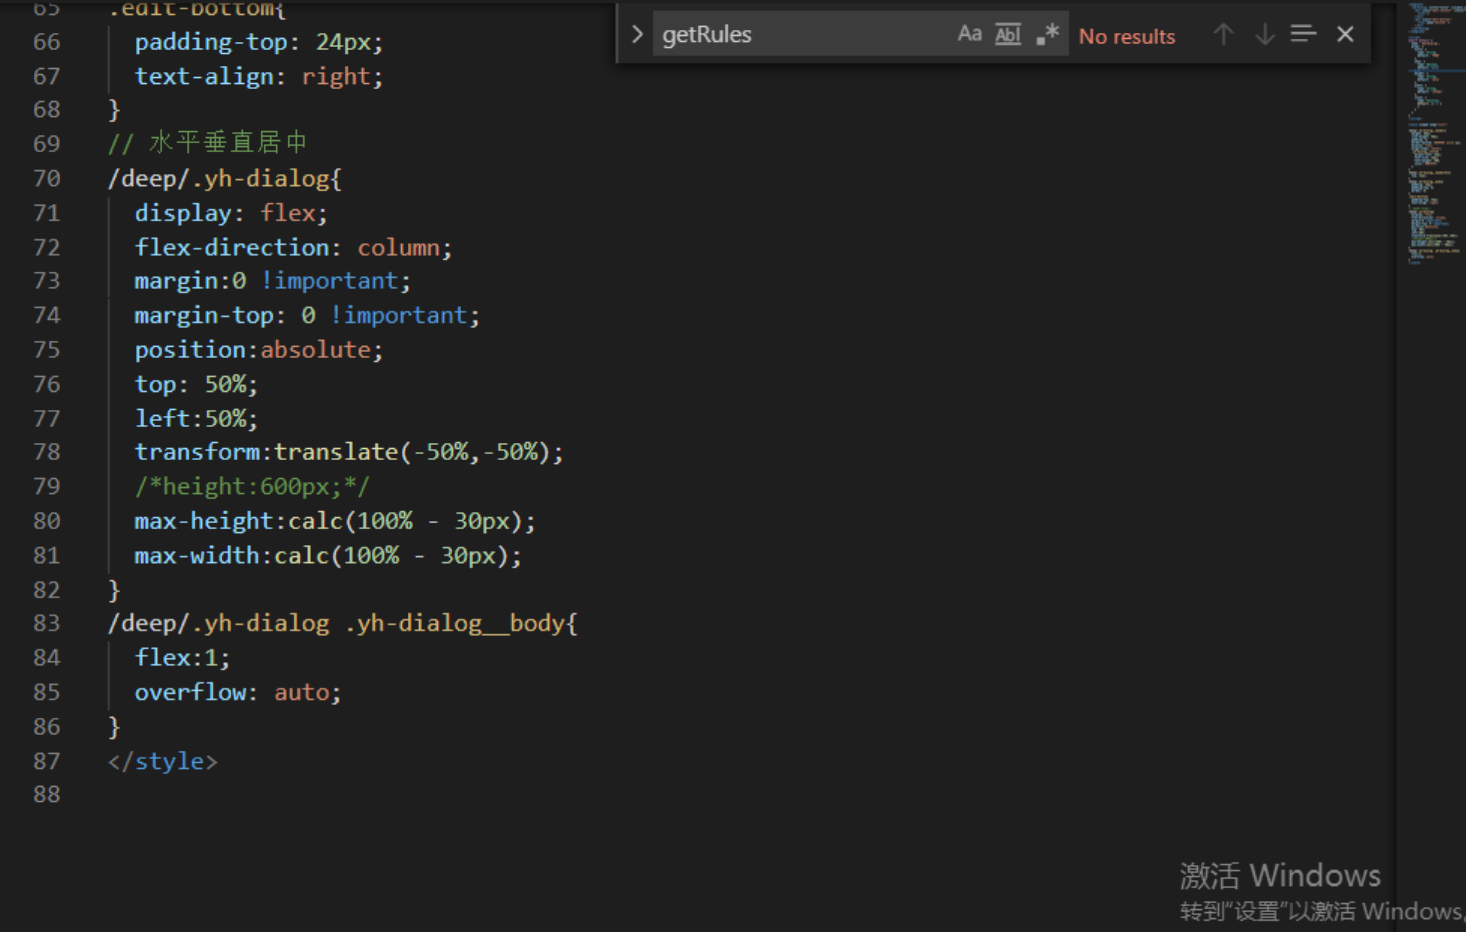 65 .edit-bottom{
getRules Aa Abl .* No results
66 padding-top: 24px;
67 text-align: right;
68 }
69 // 水平垂直居中
70 /deep/.yh-dialog{
71 display: flex;
72 flex-direction: column;
73 margin:0 !important;
74 margin-top: 0 !important;
75 position:absolute;
76 top: 50%;
77 left:50%;
78 transform:translate(-50%,-50%);
79 /*height:600px;*/
80 max-height:calc(100% - 30px);
81 max-width:calc(100% - 30px);
82 }
83 /deep/.yh-dialog .yh-dialog__body{
84 flex:1;
85 overflow: auto;
86 }
87 </style>
88
激活 Windows
转到"设置"以激活 Windows。